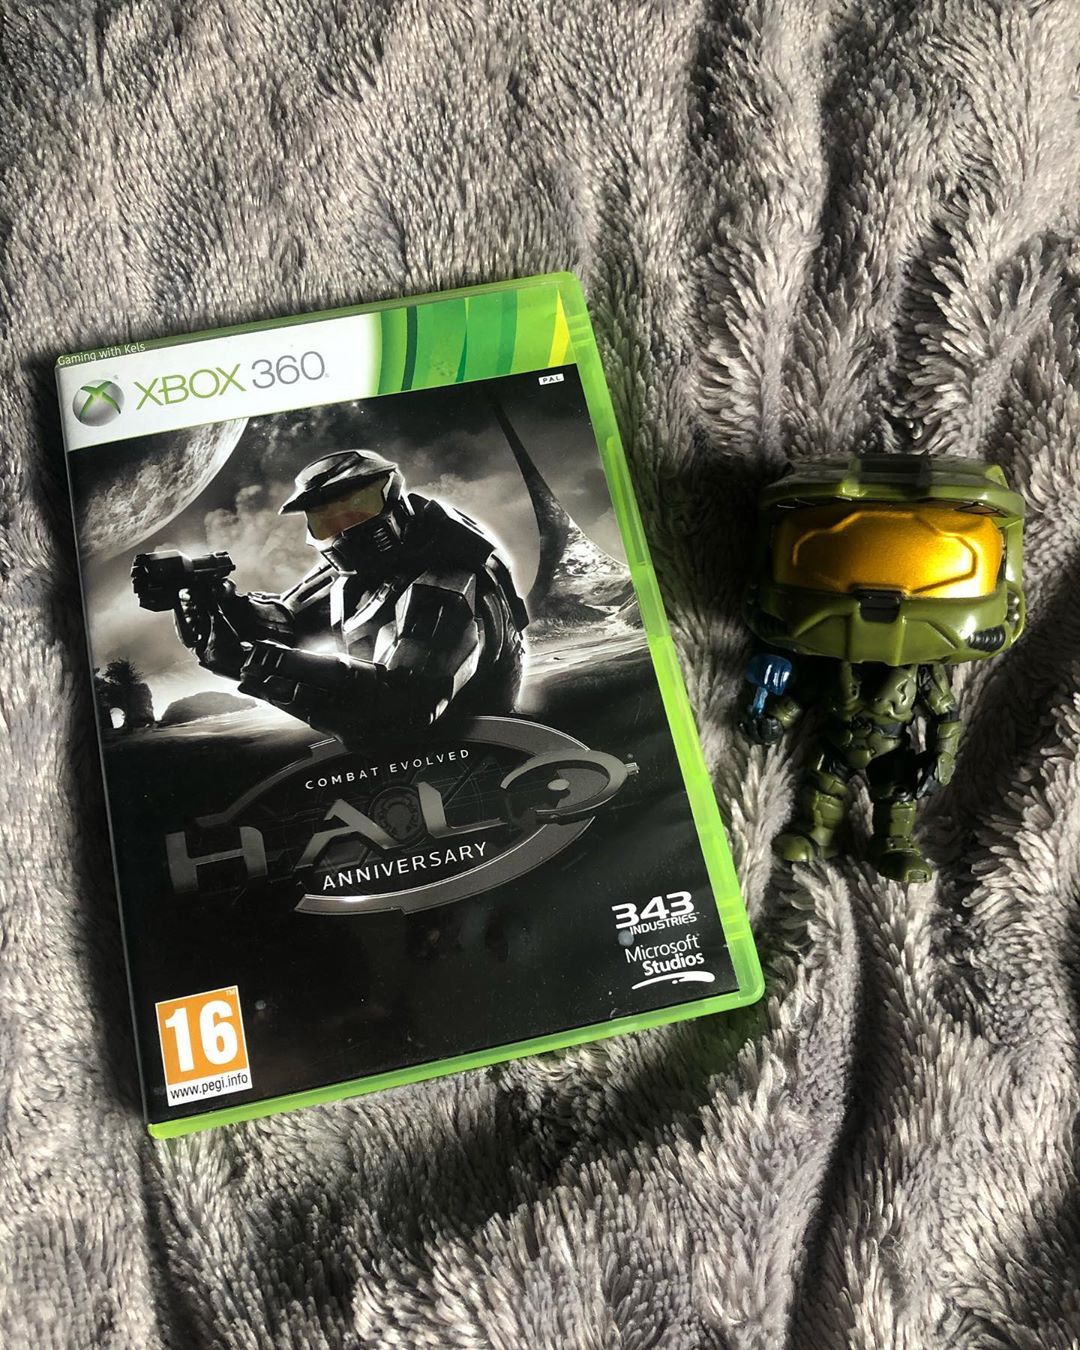 Gaming with Kels
XBOX 360
PAL
COMBAT EVOLVED
HALO
ANNIVERSARY
343
INDUSTRIES
Microsoft
Studios
16
www.pegi.info